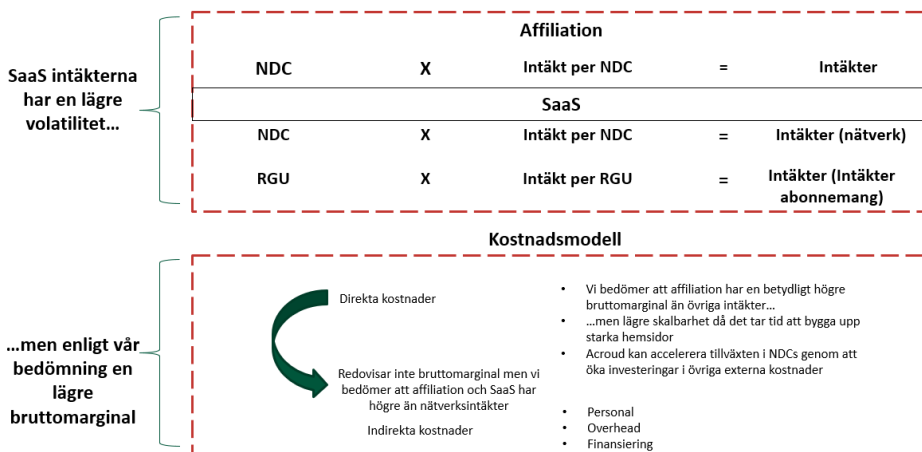 Affiliation
NDC X Intäkt per NDC = Intäkter
SaaS intäkterna
har en lägre
volatilitet…
SaaS
NDC X Intäkt per NDC = Intäkter (nätverk)
RGU X Intäkt per RGU = Intäkter (Intäkter
abonnemang)
Kostnadsmodell
…men enligt vår
bedömning en
lägre
bruttomarginal
Direkta kostnader
Redovisar inte bruttomarginal men vi
bedömer att affiliation och SaaS har
högre än nätverksintäkter
Indirekta kostnader
• Vi bedömer att affiliation har en betydligt högre
bruttomarginal än övriga intäkter…
• …men lägre skalbarhet då det tar tid att bygga upp
starka hemsidor
• Acroud kan accelerera tillväxten i NDCs genom att
öka investeringar i övriga externa kostnader
• Personal
• Overhead
• Finansiering